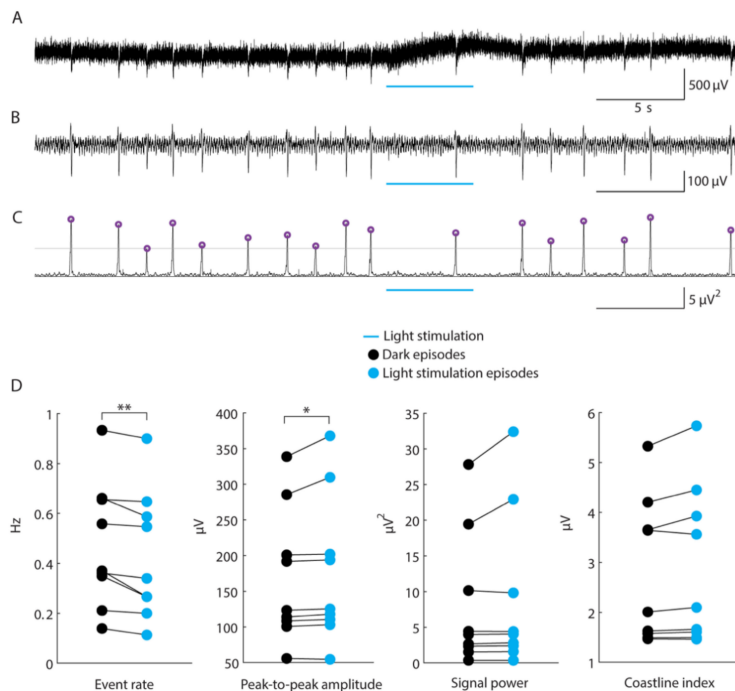 A
500 µV
5 s
B
100 µV
C
5 µV²
Light stimulation
Dark episodes
Light stimulation episodes
D
**
*
1
0.8
0.6
0.4
0.2
0
Hz
Event rate
400
350
300
250
200
150
100
50
µV
Peak-to-peak amplitude
35
30
25
20
15
10
5
0
µV²
Signal power
6
5
4
3
2
1
µV
Coastline index